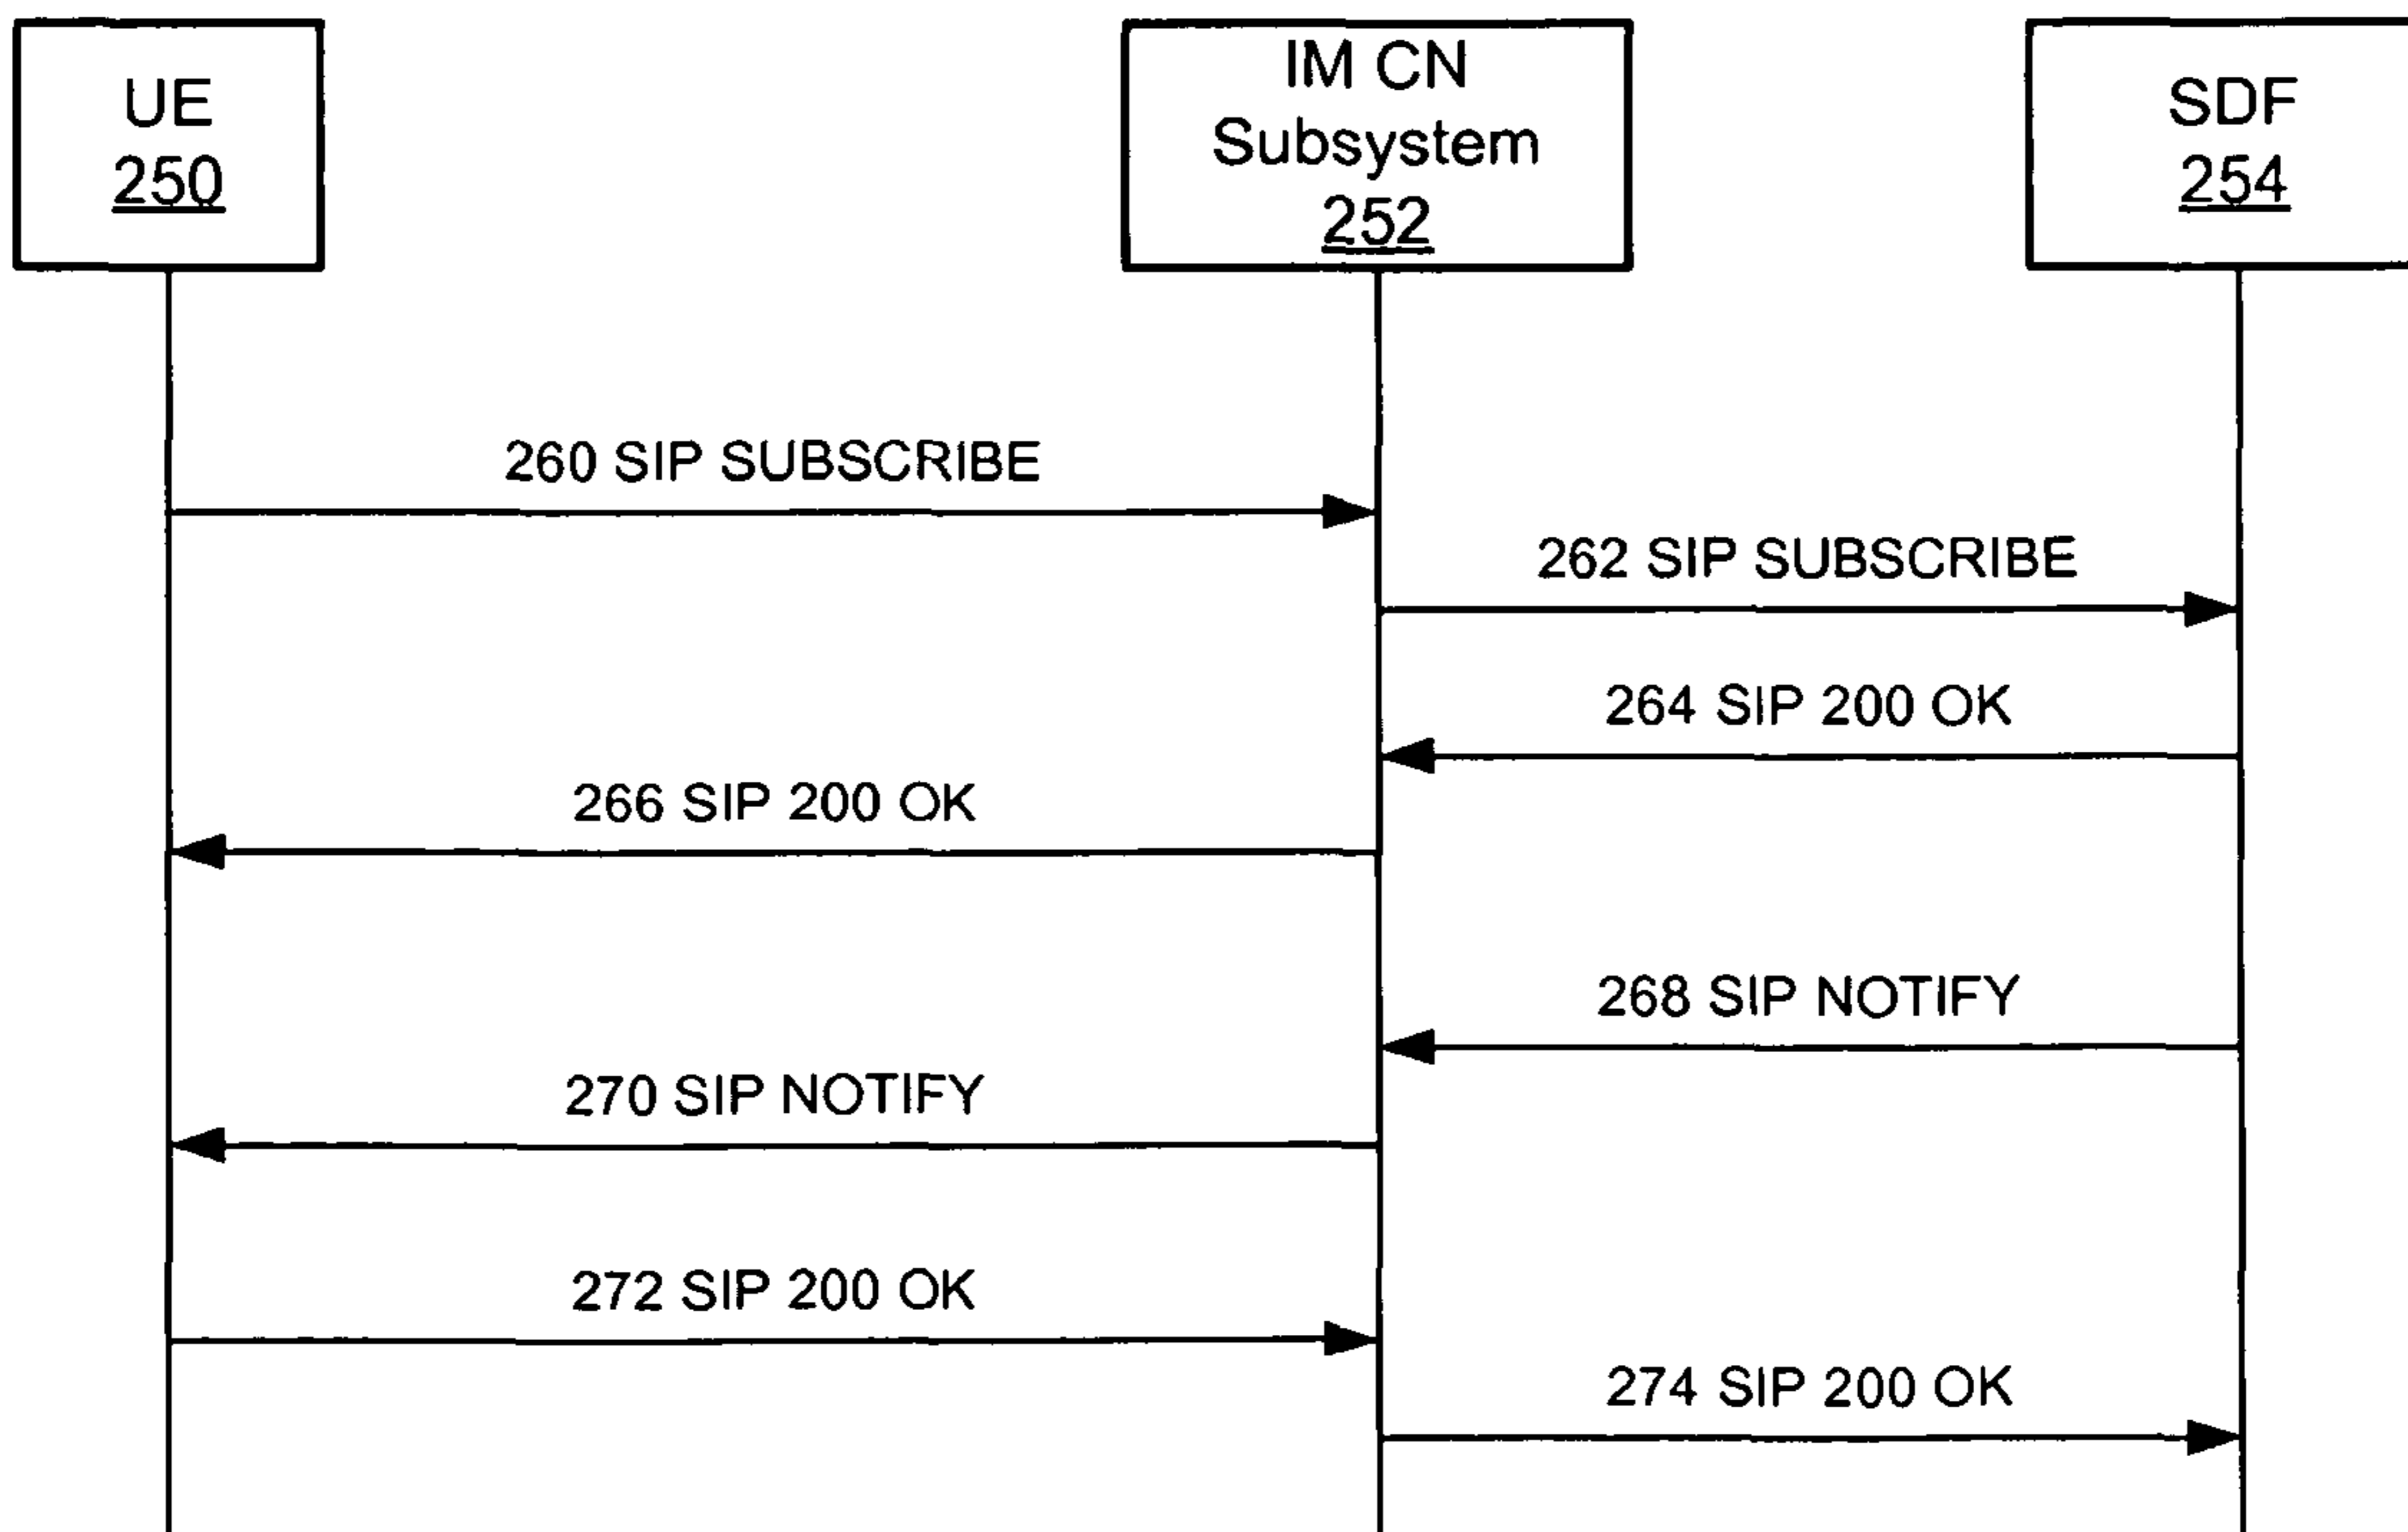 UE
250
IM CN
Subsystem
252
SDF
254
260 SIP SUBSCRIBE
262 SIP SUBSCRIBE
264 SIP 200 OK
266 SIP 200 OK
268 SIP NOTIFY
270 SIP NOTIFY
272 SIP 200 OK
274 SIP 200 OK